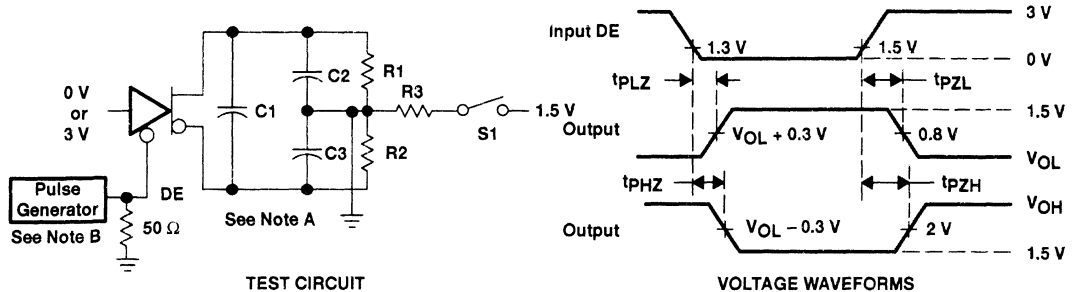 0 V
or
3 V
C1
C2
C3
R1
R2
R3
S1
1.5 V
Pulse
Generator
DE
See Note B
50 Ω
See Note A
TEST CIRCUIT
Input DE
3 V
1.3 V
1.5 V
0 V
tPLZ
tPZL
1.5 V
Output
VOL + 0.3 V
0.8 V
VOL
tPHZ
tPZH
VOH
Output
VOL − 0.3 V
2 V
1.5 V
VOLTAGE WAVEFORMS